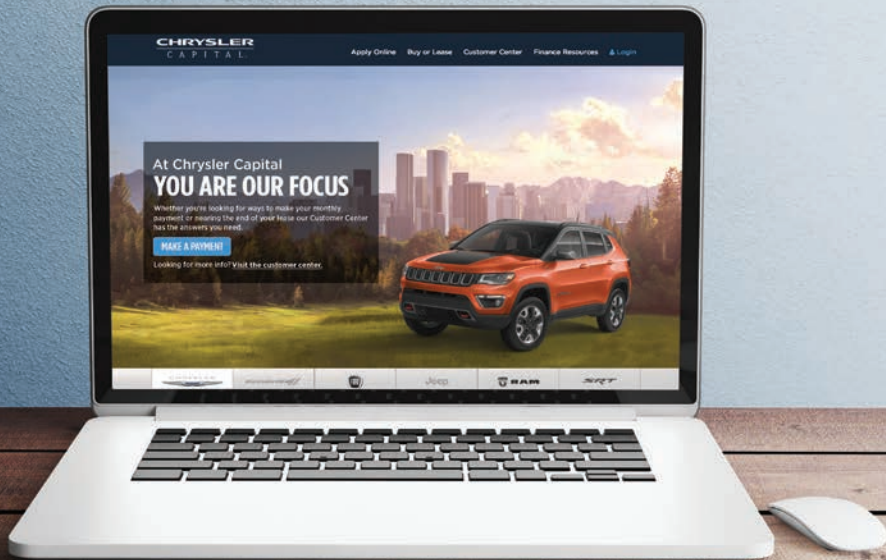 CHRYSLER
CAPITAL
Apply Online Buy or Lease Customer Center Finance Resources Login
At Chrysler Capital
YOU ARE OUR FOCUS
Whether you're looking for ways to make your monthly
payment or nearing the end of your lease our Customer Center
has the answers you need.
MAKE A PAYMENT
Looking for more info? Visit the customer center.
CHRYSLER Jeep RAM SRT